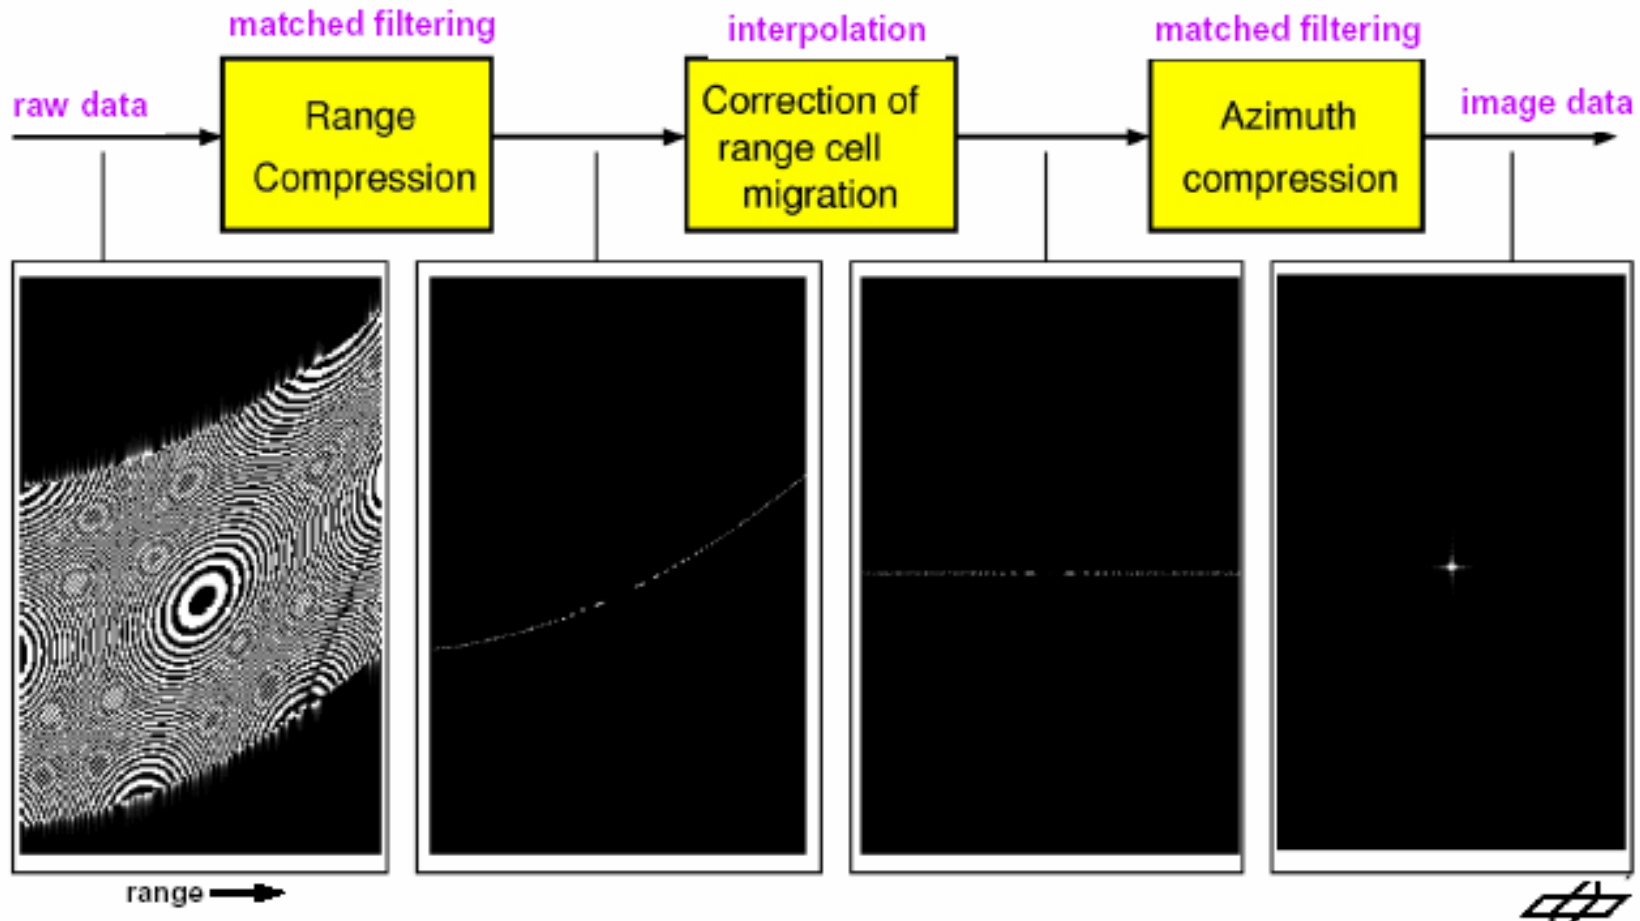 matched filtering
interpolation
matched filtering
raw data
Range
Compression
Correction of
range cell
migration
Azimuth
compression
image data
range